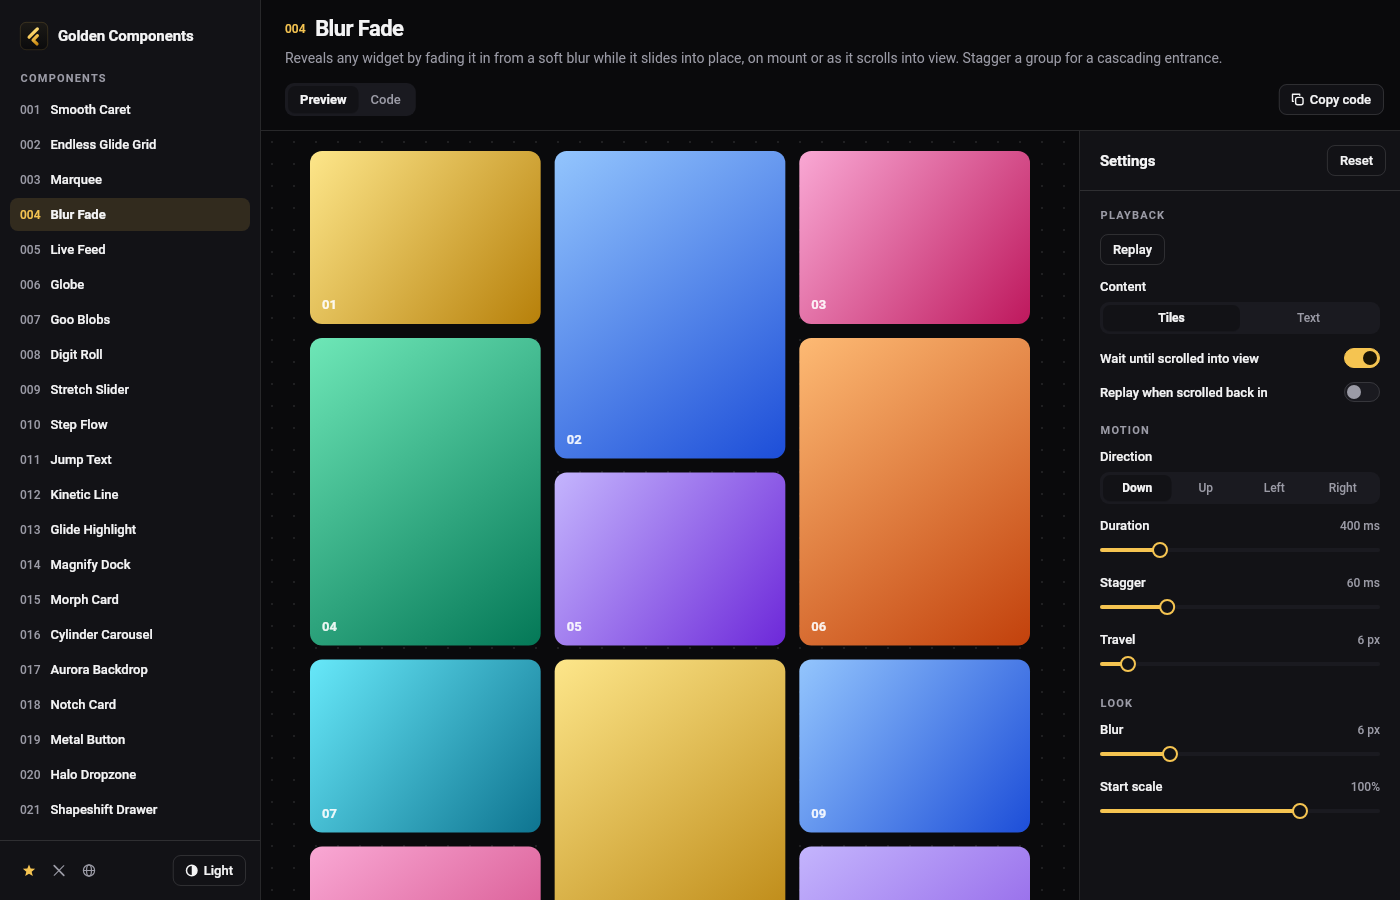 Golden Components
COMPONENTS
001 Smooth Caret
002 Endless Glide Grid
003 Marquee
004 Blur Fade
005 Live Feed
006 Globe
007 Goo Blobs
008 Digit Roll
009 Stretch Slider
010 Step Flow
011 Jump Text
012 Kinetic Line
013 Glide Highlight
014 Magnify Dock
015 Morph Card
016 Cylinder Carousel
017 Aurora Backdrop
018 Notch Card
019 Metal Button
020 Halo Dropzone
021 Shapeshift Drawer
Light
004 Blur Fade
Reveals any widget by fading it in from a soft blur while it slides into place, on mount or as it scrolls into view. Stagger a group for a cascading entrance.
Preview Code
Copy code
01
02
03
04
05
06
07
09
Settings
Reset
PLAYBACK
Replay
Content
Tiles Text
Wait until scrolled into view
Replay when scrolled back in
MOTION
Direction
Down Up Left Right
Duration 400 ms
Stagger 60 ms
Travel 6 px
LOOK
Blur 6 px
Start scale 100%